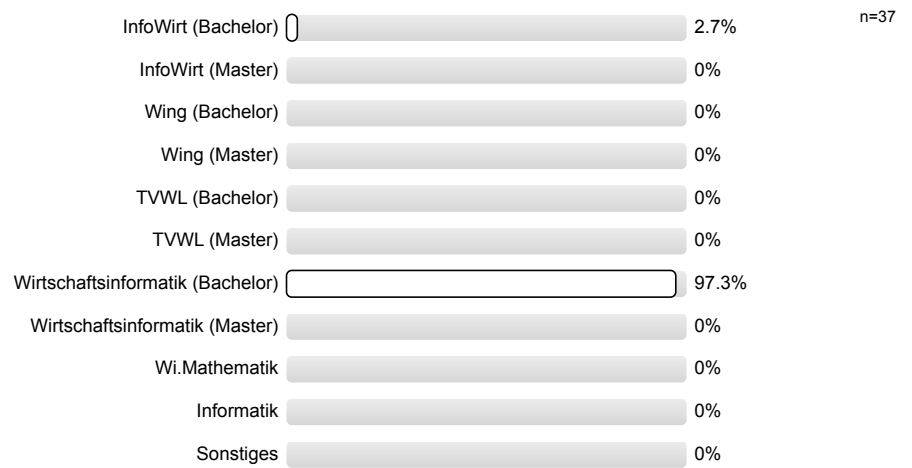 InfoWirt (Bachelor) 2.7% n=37
InfoWirt (Master) 0%
Wing (Bachelor) 0%
Wing (Master) 0%
TVWL (Bachelor) 0%
TVWL (Master) 0%
Wirtschaftsinformatik (Bachelor) 97.3%
Wirtschaftsinformatik (Master) 0%
Wi.Mathematik 0%
Informatik 0%
Sonstiges 0%